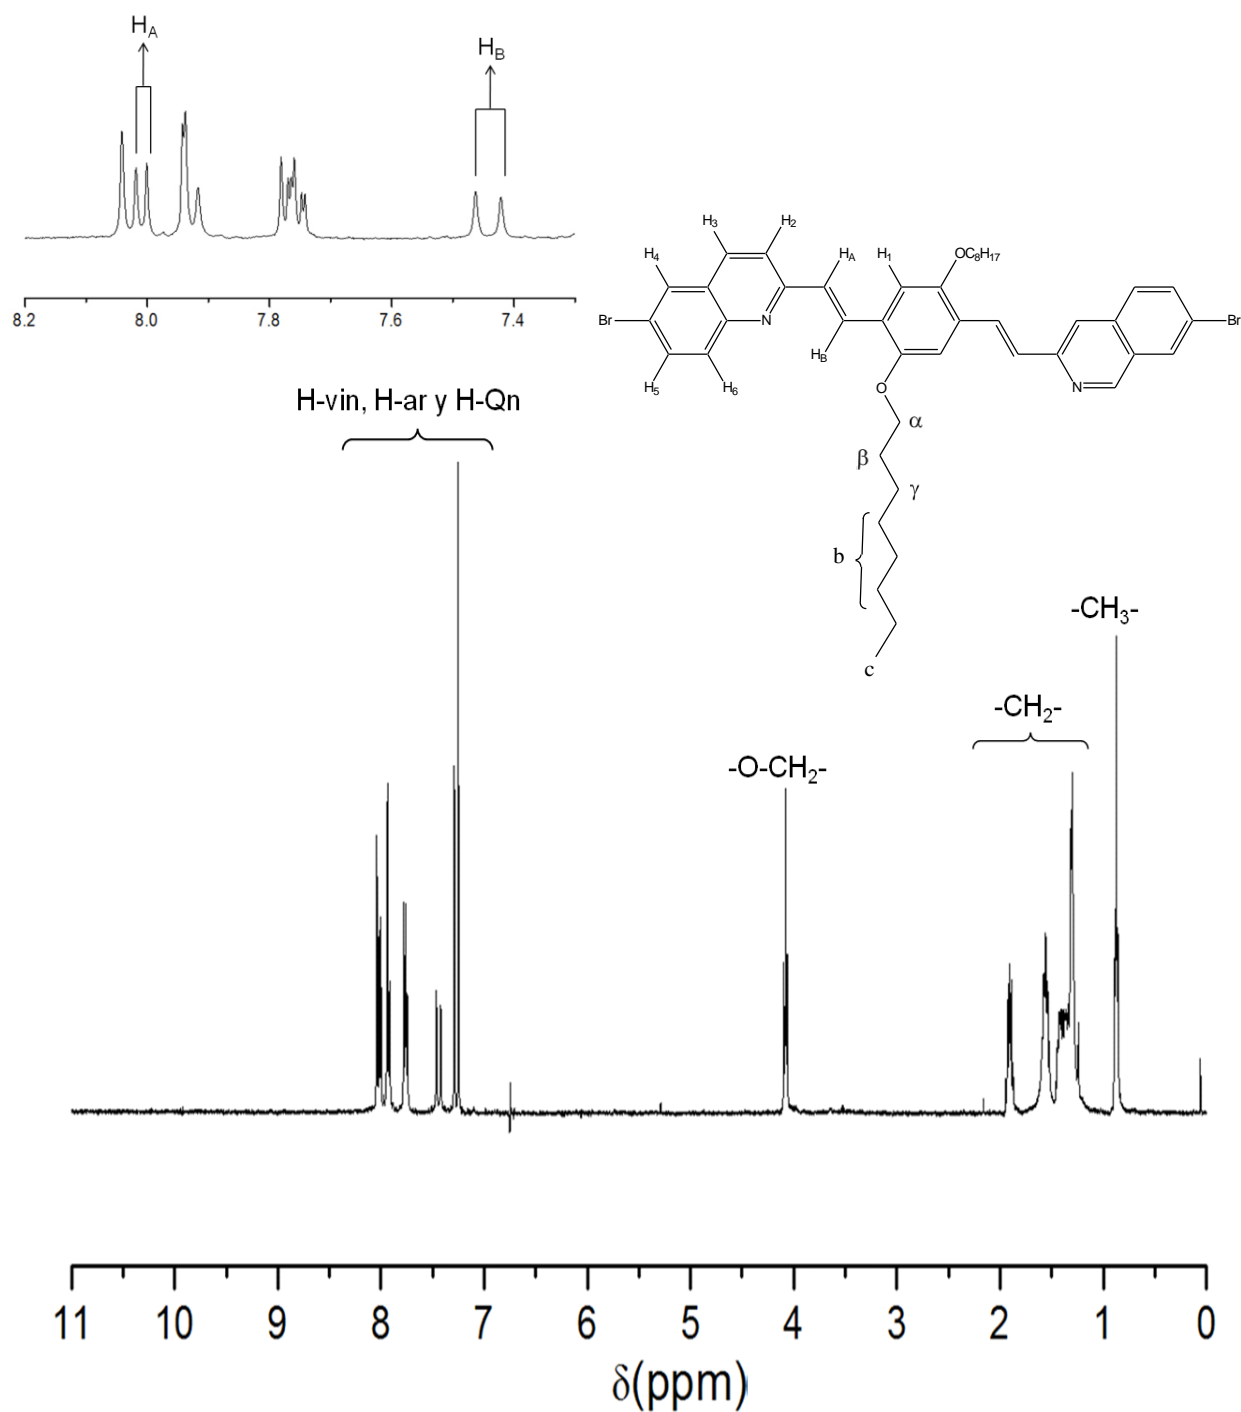 H_A
H_B
8.2 8.0 7.8 7.6 7.4
H3 H2
H4 HA H1 OC8H17
Br N Br
HB
H5 H6 O N
α
β
γ
b
c
H-vin, H-ar y H-Qn
-CH3-
-CH2-
-O-CH2-
11 10 9 8 7 6 5 4 3 2 1 0
δ(ppm)